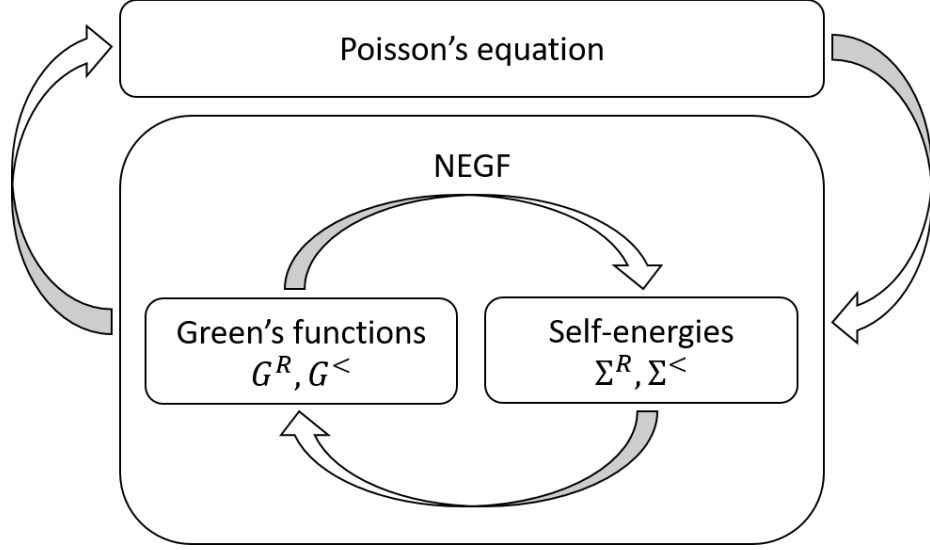 Poisson's equation
NEGF
Green's functions
G^R, G^<
Self-energies
Σ^R, Σ^<